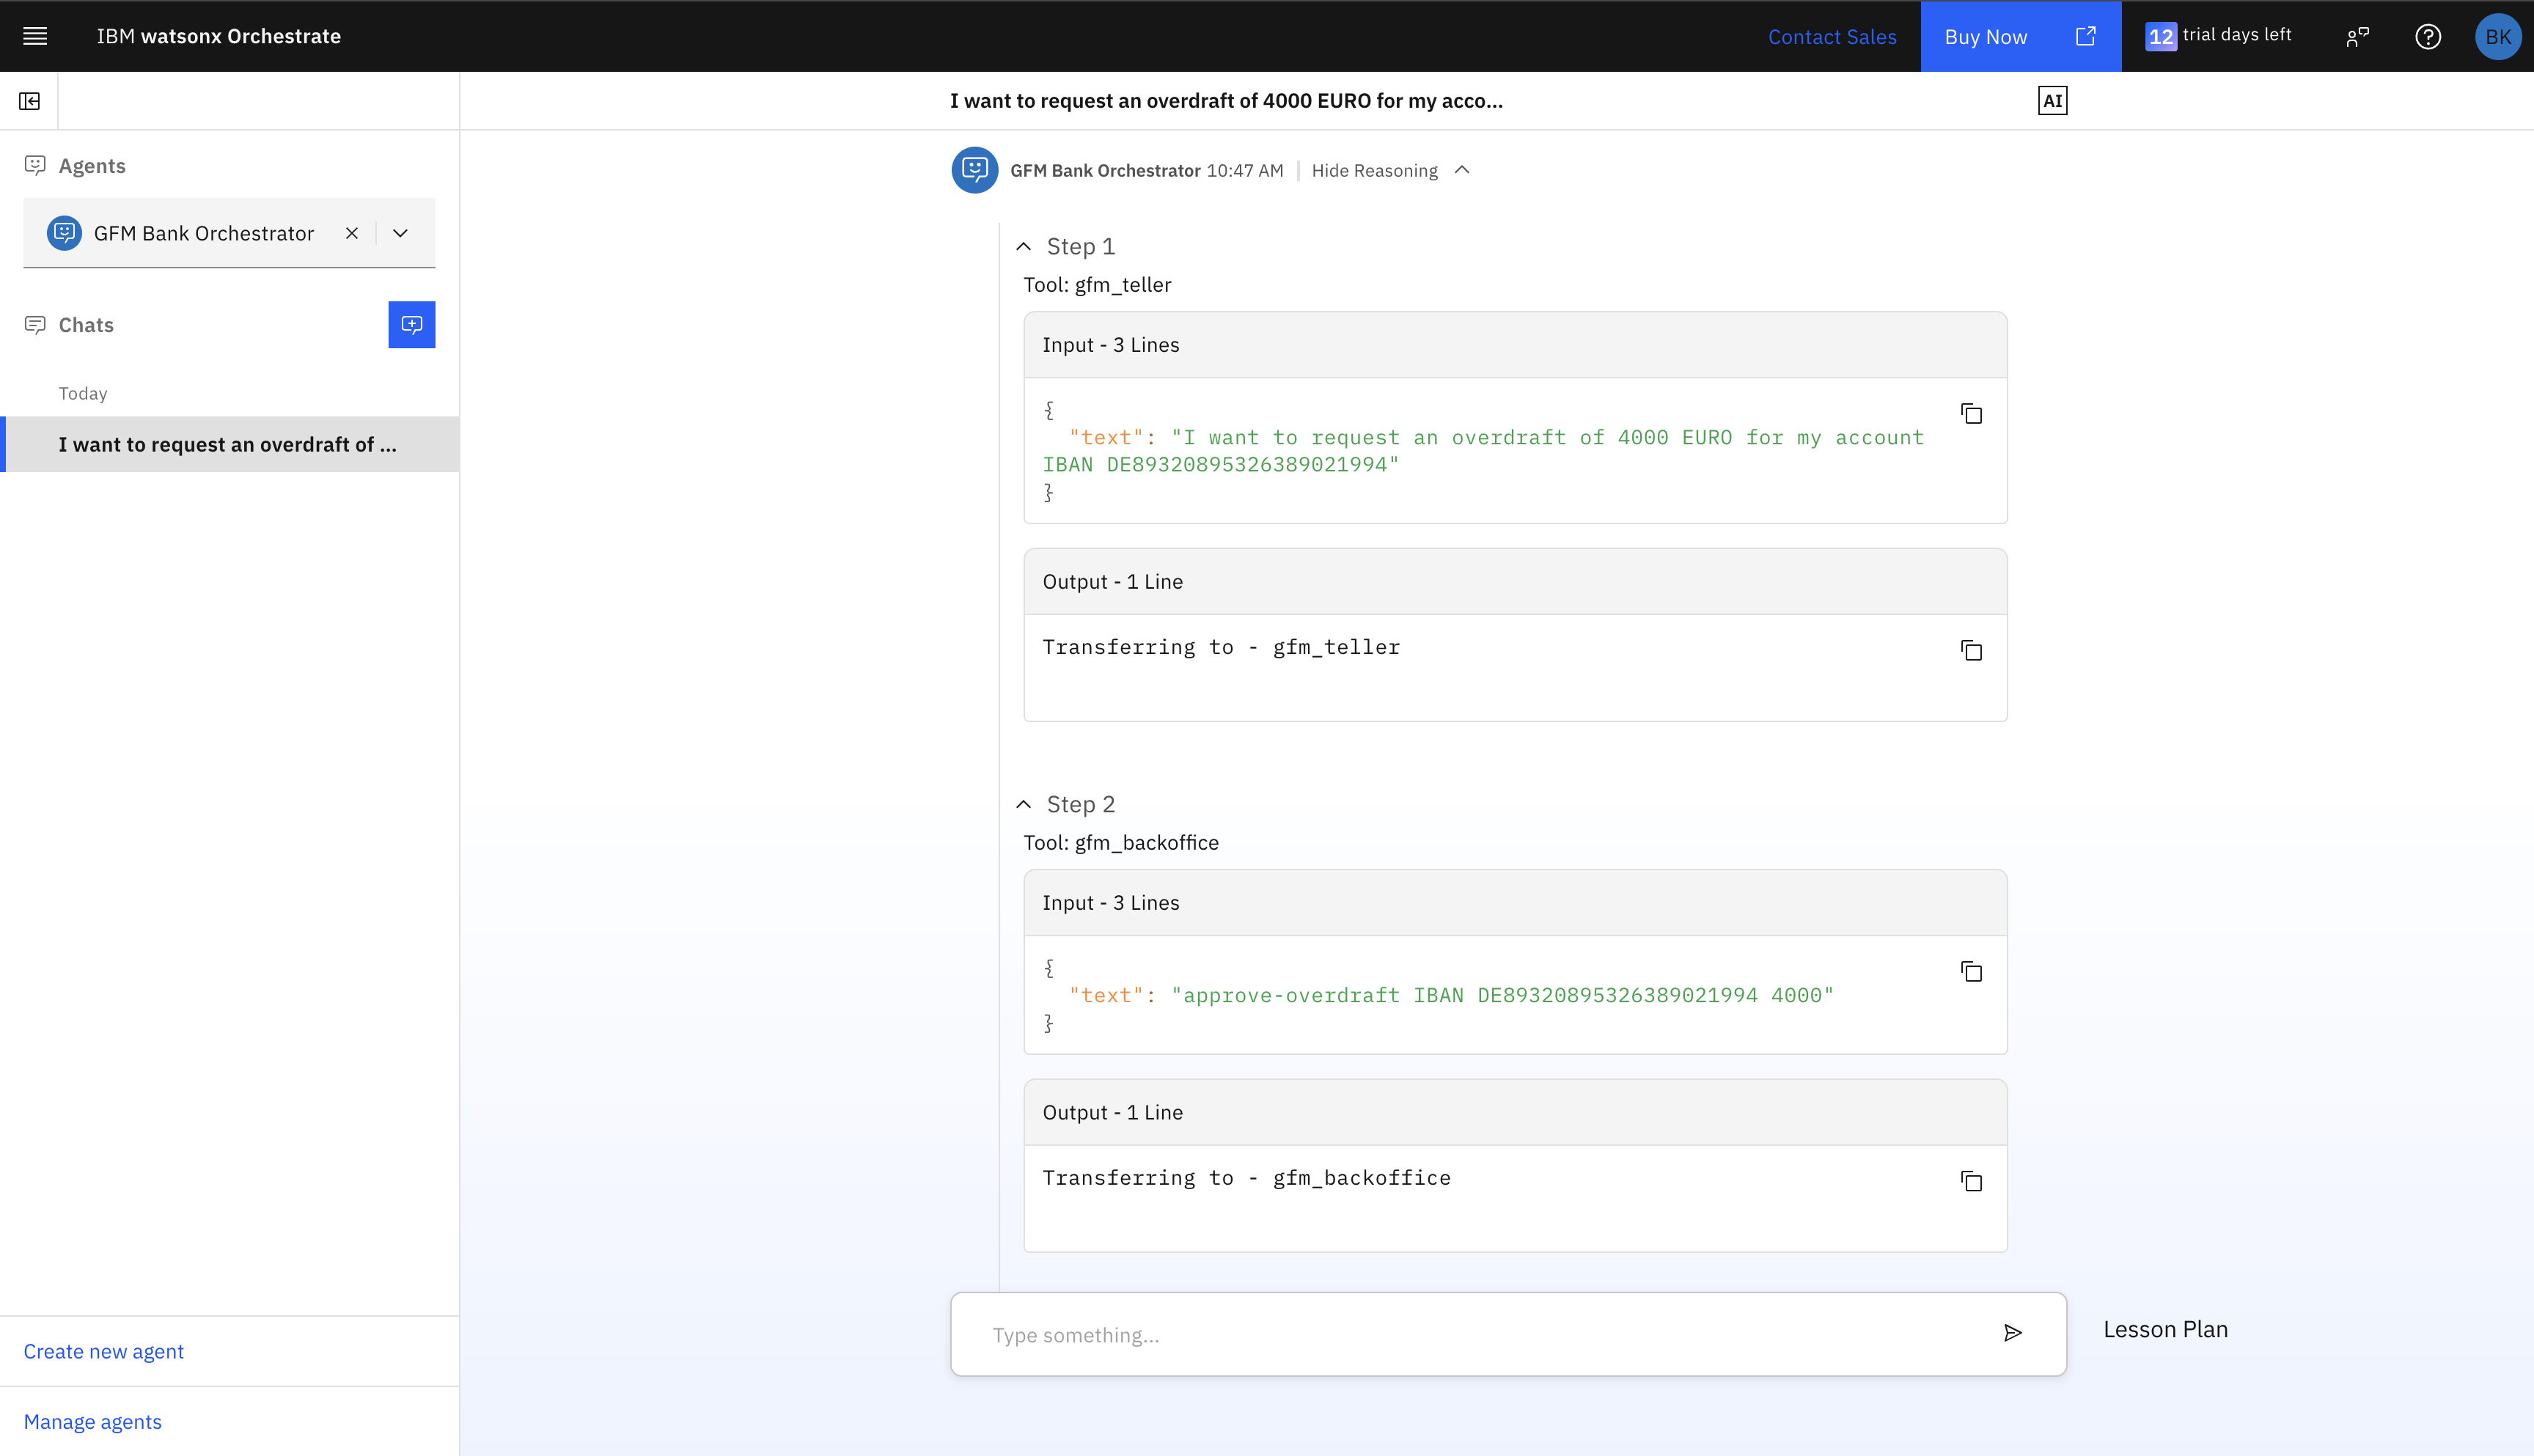 IBM watsonx Orchestrate
Contact Sales
Buy Now
12 trial days left
BK
I want to request an overdraft of 4000 EURO for my acco...
AI
Agents
GFM Bank Orchestrator
Chats
Today
I want to request an overdraft of ...
Create new agent
Manage agents
GFM Bank Orchestrator 10:47 AM Hide Reasoning
Step 1
Tool: gfm_teller
Input - 3 Lines
{
"text": "I want to request an overdraft of 4000 EURO for my account
IBAN DE89320895326389021994"
}
Output - 1 Line
Transferring to - gfm_teller
Step 2
Tool: gfm_backoffice
Input - 3 Lines
{
"text": "approve-overdraft IBAN DE89320895326389021994 4000"
}
Output - 1 Line
Transferring to - gfm_backoffice
Type something...
Lesson Plan